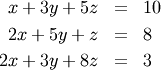 x + 3y + 5z = 10
2x + 5y + z = 8
2x + 3y + 8z = 3